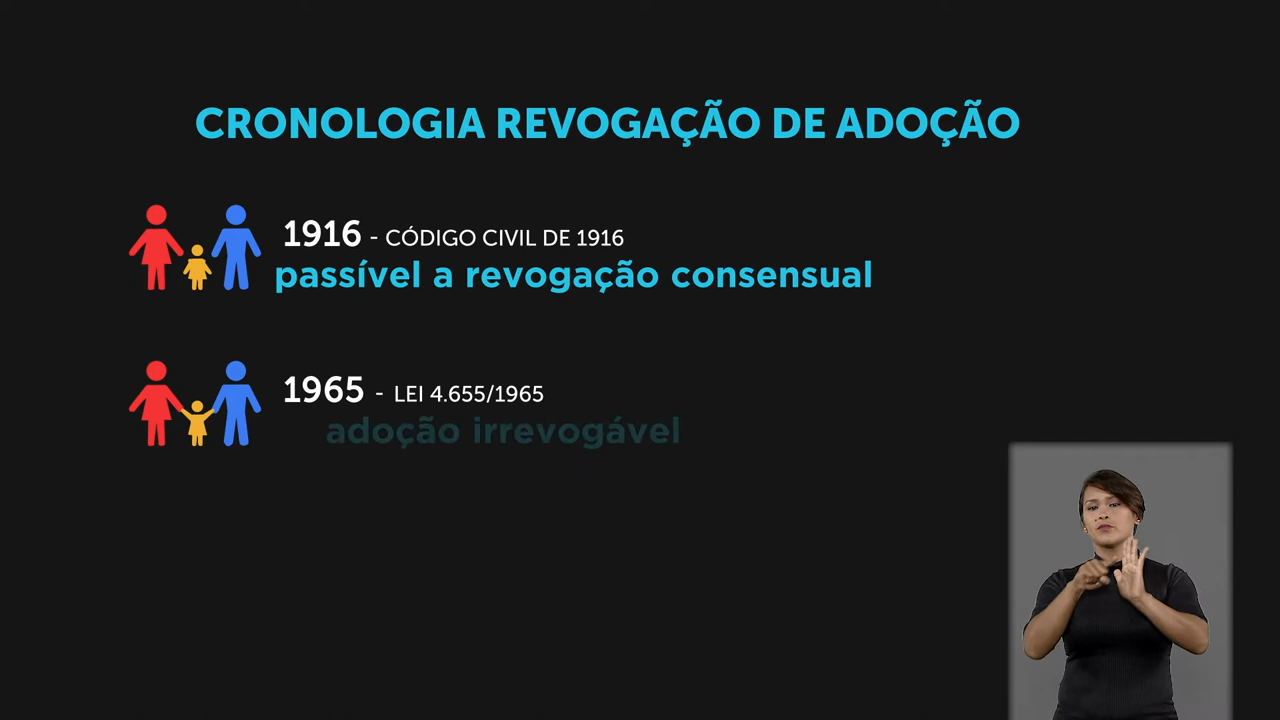 CRONOLOGIA REVOGAÇÃO DE ADOÇÃO
1916 - CÓDIGO CIVIL DE 1916
passível a revogação consensual
1965 - LEI 4.655/1965
adoção irrevogável